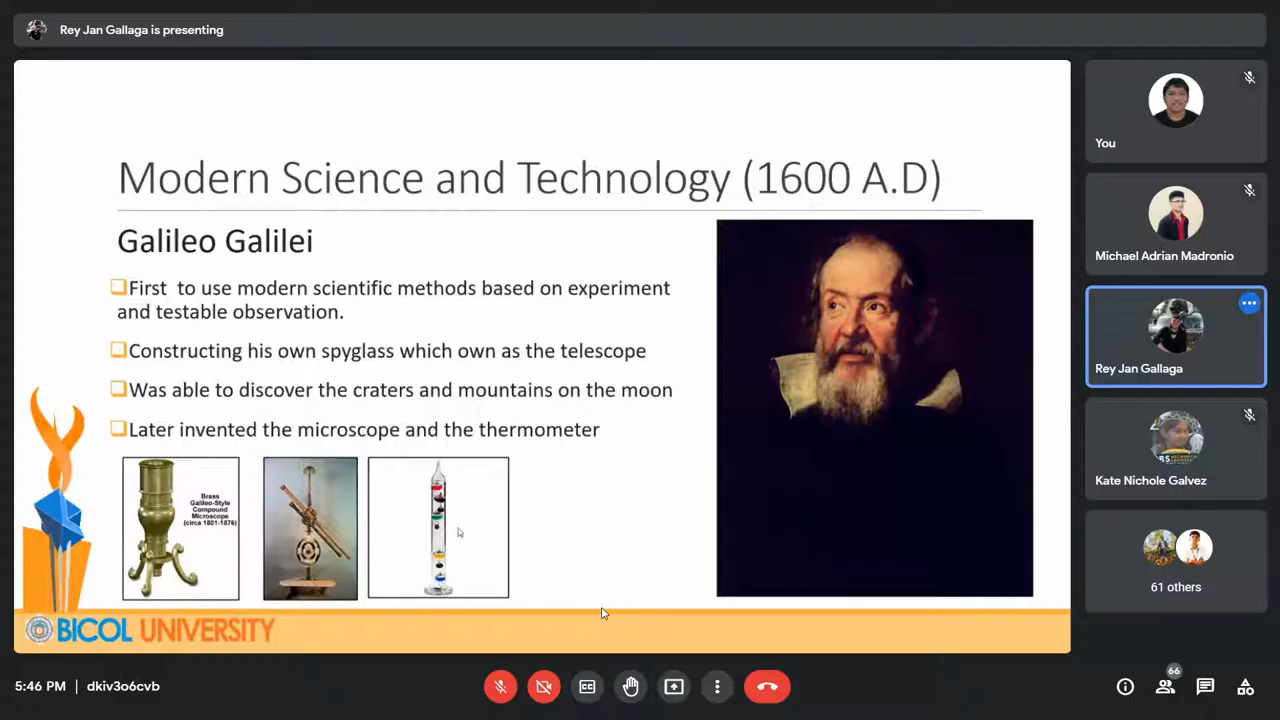 Rey Jan Gallaga is presenting
Modern Science and Technology (1600 A.D)
Galileo Galilei
First  to use modern scientific methods based on experiment
and testable observation.
Constructing his own spyglass which own as the telescope
Was able to discover the craters and mountains on the moon
Later invented the microscope and the thermometer
Brass
Galileo-Style
Compound
Microscope
(circa 1801-1876)
BICOL UNIVERSITY
You
Michael Adrian Madronio
Rey Jan Gallaga
Kate Nichole Galvez
61 others
5:46 PM | dkiv3o6cvb
66